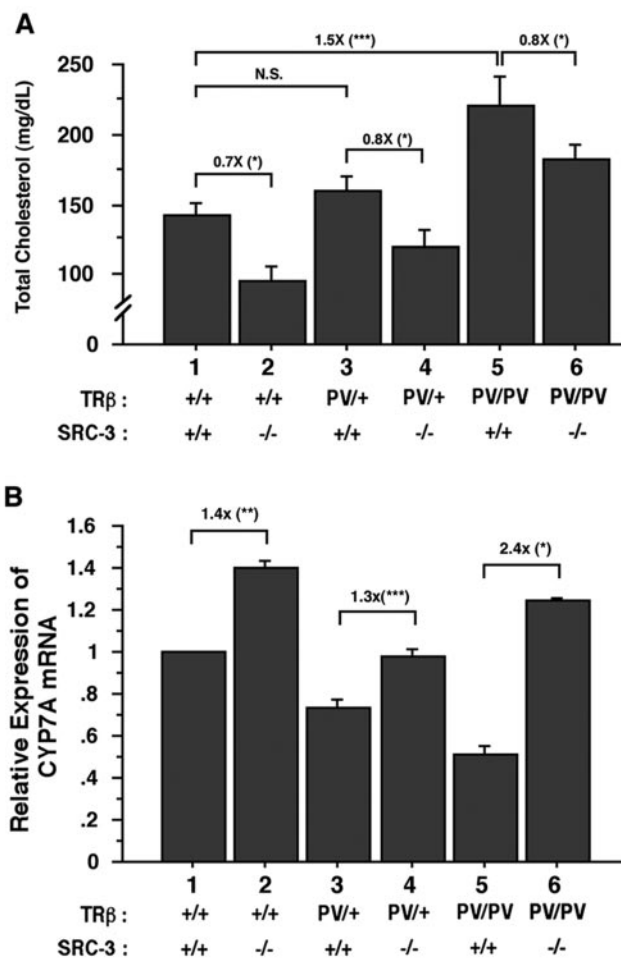 A
1.5X (***)
0.8X (*)
N.S.
0.7X (*)
0.8X (*)
Total Cholesterol (mg/dL)
250
200
150
100
0
1 2 3 4 5 6
TRβ : +/+ +/+ PV/+ PV/+ PV/PV PV/PV
SRC-3 : +/+ -/- +/+ -/- +/+ -/-
B
1.4x (**)
2.4x (*)
1.3x(***)
Relative Expression of
CYP7A mRNA
1.6
1.4
1.2
1
.8
.6
.4
.2
0
1 2 3 4 5 6
TRβ : +/+ +/+ PV/+ PV/+ PV/PV PV/PV
SRC-3 : +/+ -/- +/+ -/- +/+ -/-